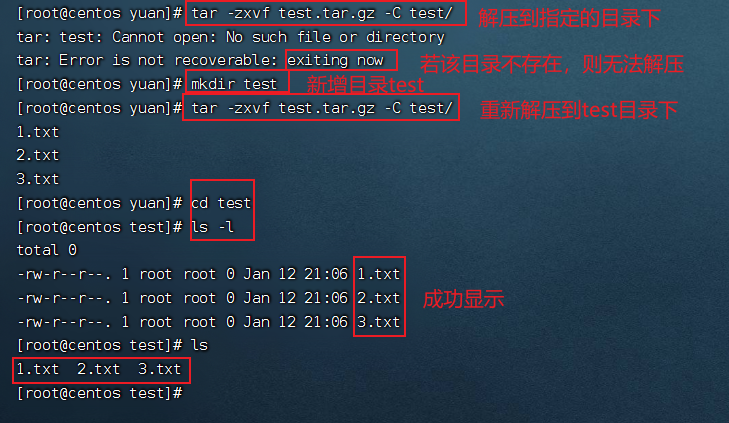 [root@centos yuan]# tar -zxvf test.tar.gz -C test/ 解压到指定的目录下
tar: test: Cannot open: No such file or directory
tar: Error is not recoverable: exiting now 若该目录不存在，则无法解压
[root@centos yuan]# mkdir test 新增目录test
[root@centos yuan]# tar -zxvf test.tar.gz -C test/ 重新解压到test目录下
1.txt
2.txt
3.txt
[root@centos yuan]# cd test
[root@centos test]# ls -l
total 0
-rw-r--r--. 1 root root 0 Jan 12 21:06 1.txt
-rw-r--r--. 1 root root 0 Jan 12 21:06 2.txt 成功显示
-rw-r--r--. 1 root root 0 Jan 12 21:06 3.txt
[root@centos test]# ls
1.txt  2.txt  3.txt
[root@centos test]#